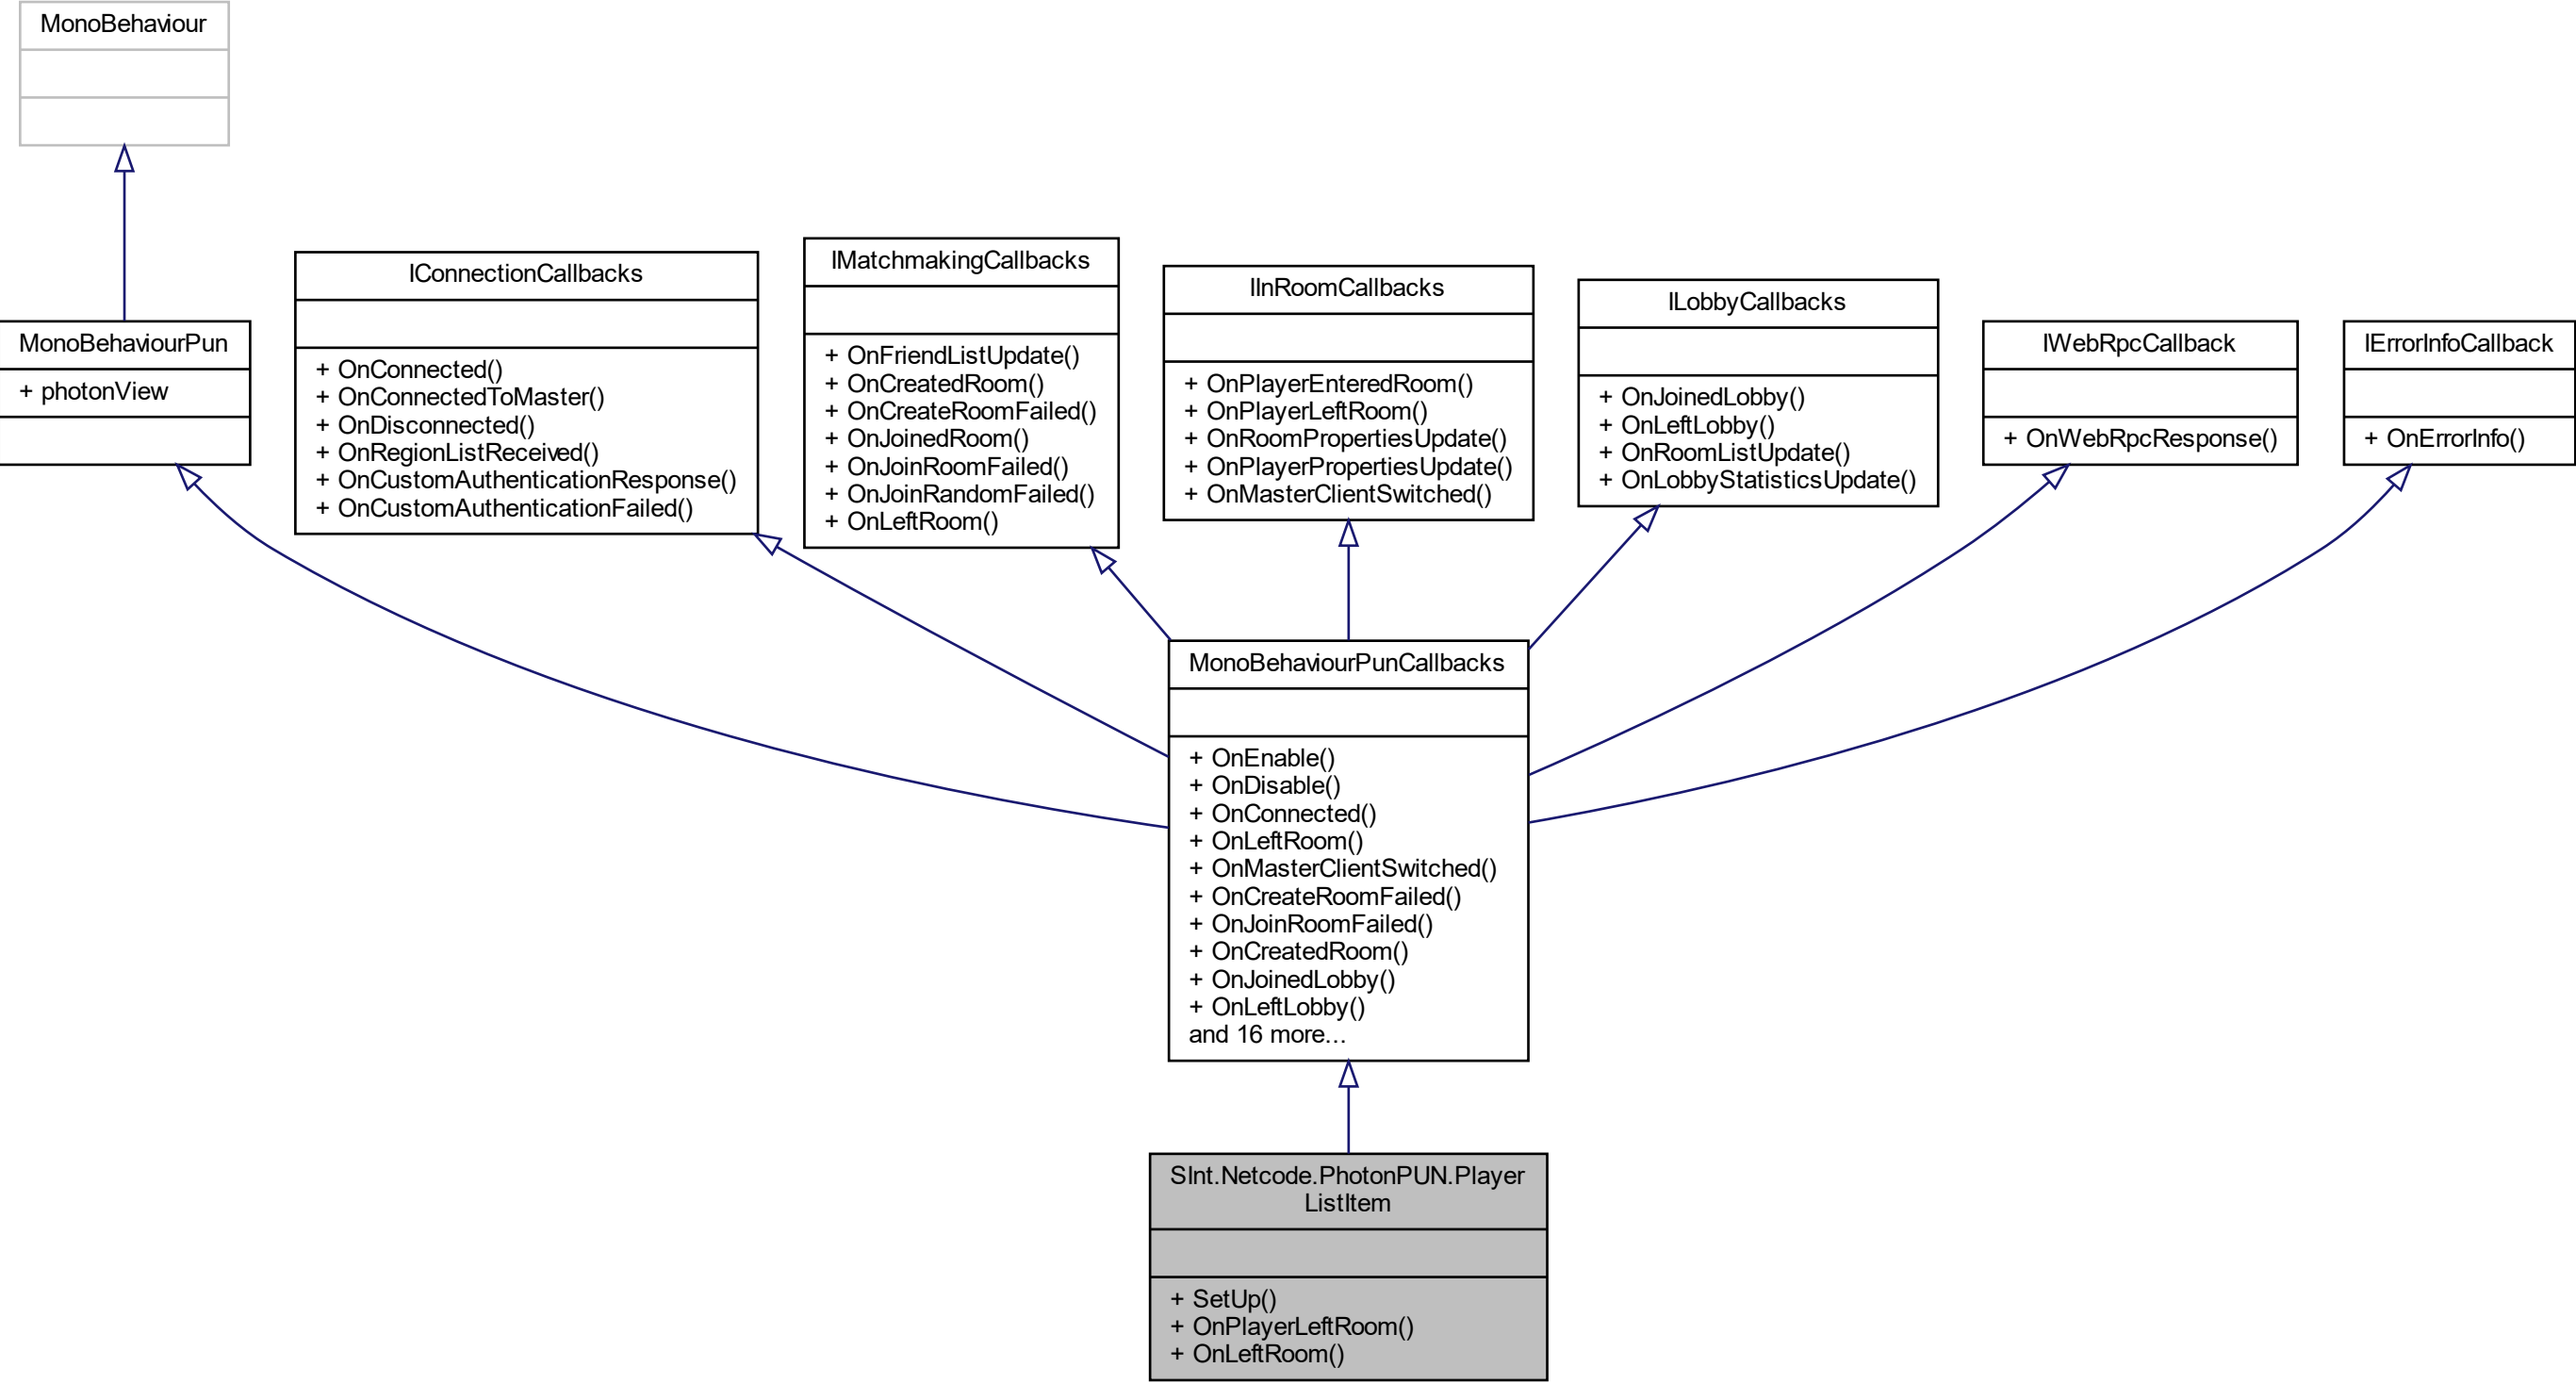 MonoBehaviour
MonoBehaviourPun
+ photonView
IConnectionCallbacks
+ OnConnected()
+ OnConnectedToMaster()
+ OnDisconnected()
+ OnRegionListReceived()
+ OnCustomAuthenticationResponse()
+ OnCustomAuthenticationFailed()
IMatchmakingCallbacks
+ OnFriendListUpdate()
+ OnCreatedRoom()
+ OnCreateRoomFailed()
+ OnJoinedRoom()
+ OnJoinRoomFailed()
+ OnJoinRandomFailed()
+ OnLeftRoom()
IInRoomCallbacks
+ OnPlayerEnteredRoom()
+ OnPlayerLeftRoom()
+ OnRoomPropertiesUpdate()
+ OnPlayerPropertiesUpdate()
+ OnMasterClientSwitched()
ILobbyCallbacks
+ OnJoinedLobby()
+ OnLeftLobby()
+ OnRoomListUpdate()
+ OnLobbyStatisticsUpdate()
IWebRpcCallback
+ OnWebRpcResponse()
IErrorInfoCallback
+ OnErrorInfo()
MonoBehaviourPunCallbacks
+ OnEnable()
+ OnDisable()
+ OnConnected()
+ OnLeftRoom()
+ OnMasterClientSwitched()
+ OnCreateRoomFailed()
+ OnJoinRoomFailed()
+ OnCreatedRoom()
+ OnJoinedLobby()
+ OnLeftLobby()
and 16 more...
SInt.Netcode.PhotonPUN.Player
ListItem
+ SetUp()
+ OnPlayerLeftRoom()
+ OnLeftRoom()